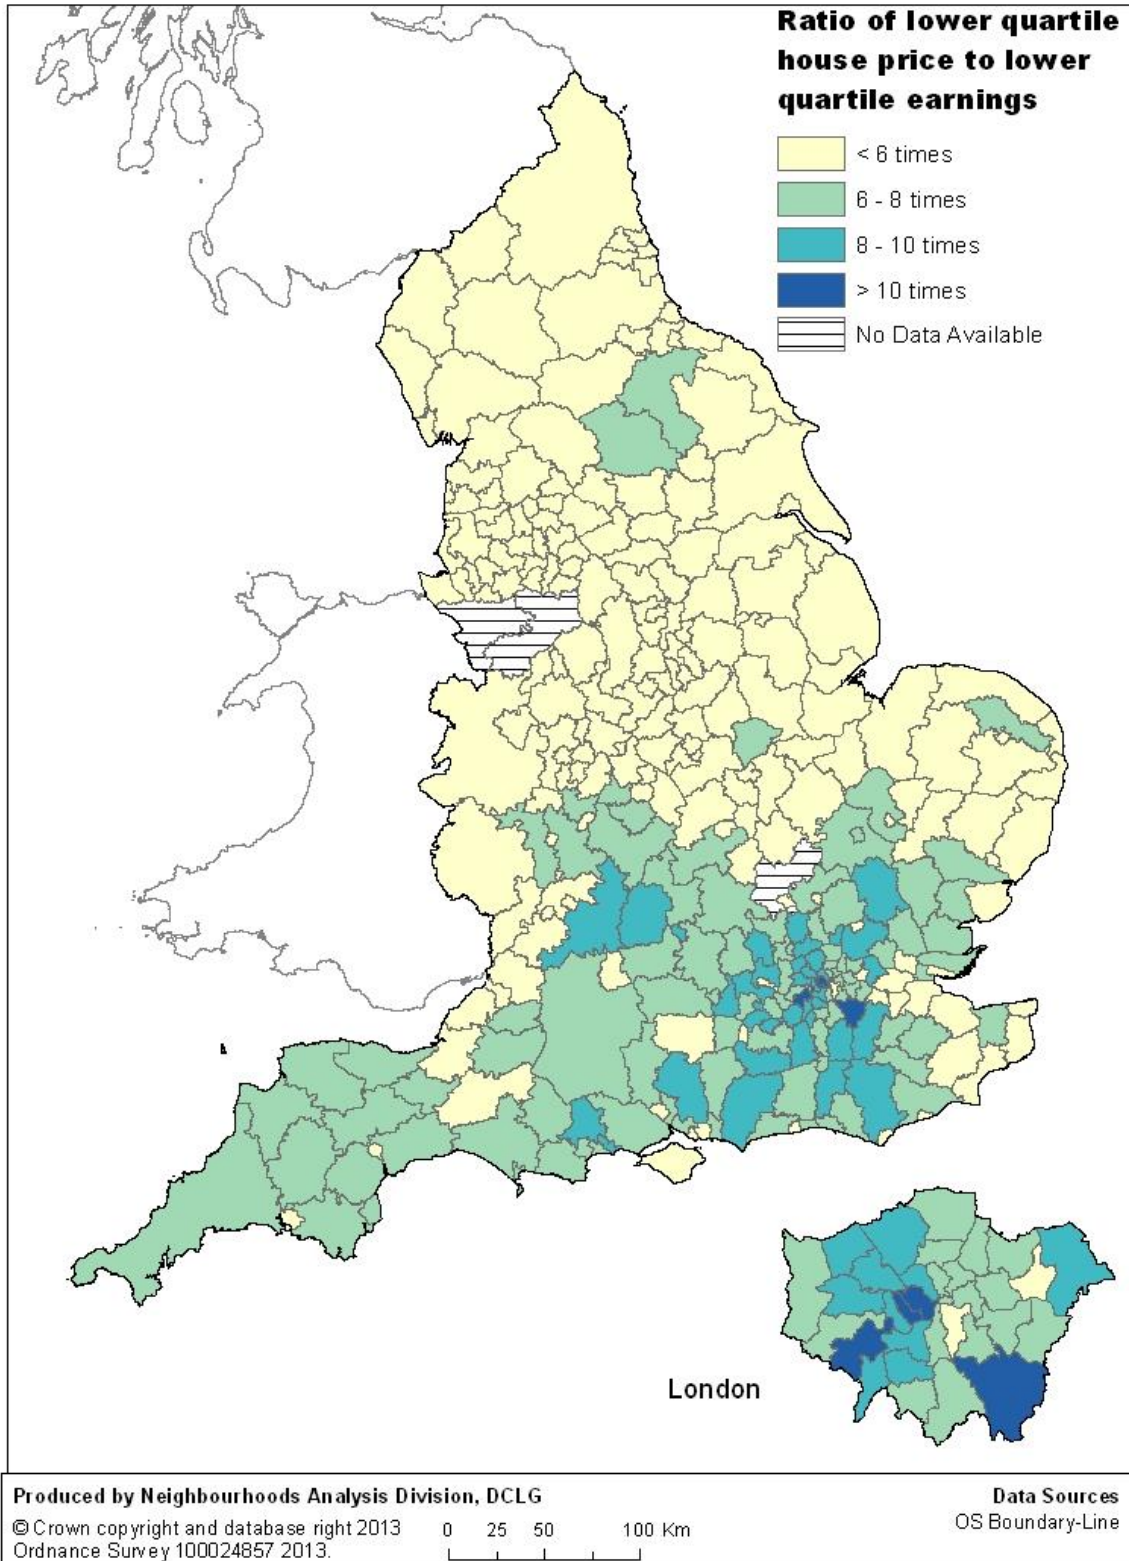 Ratio of lower quartile
house price to lower
quartile earnings
< 6 times
6 - 8 times
8 - 10 times
> 10 times
No Data Available
London
Produced by Neighbourhoods Analysis Division, DCLG
© Crown copyright and database right 2013
Ordnance Survey 100024857 2013.
0 25 50 100 Km
Data Sources
OS Boundary-Line